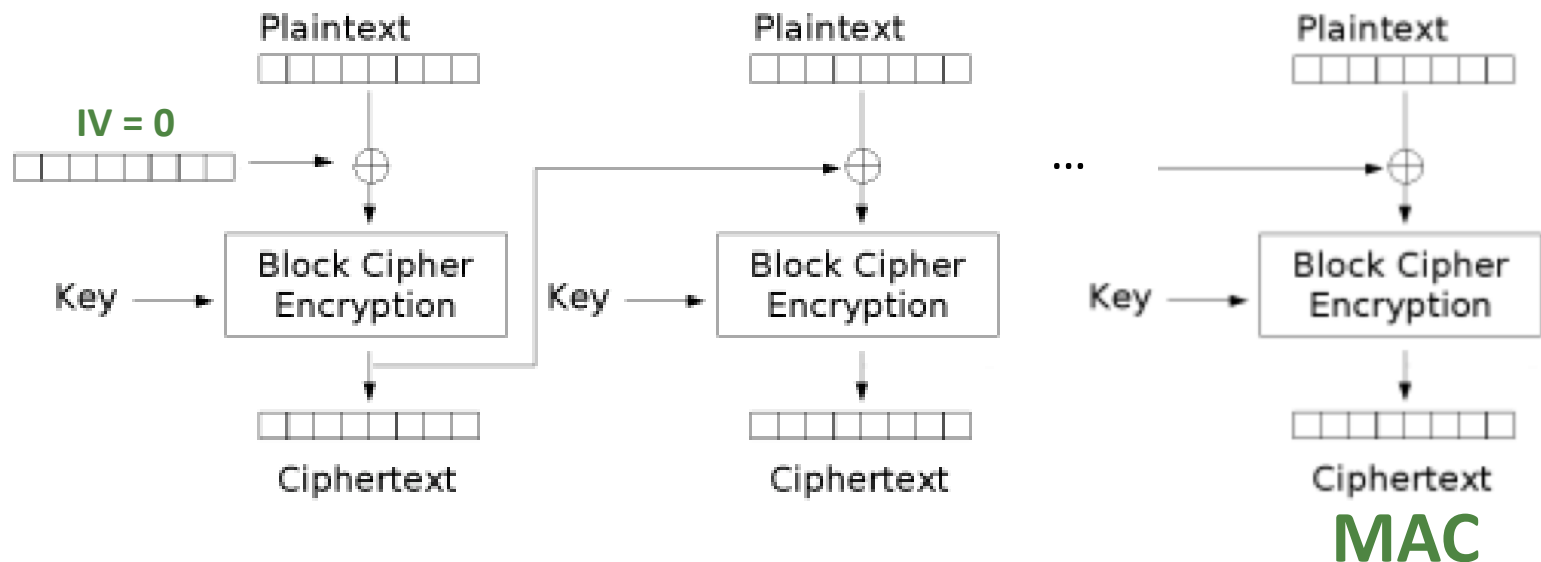 Plaintext
Plaintext
Plaintext
IV = 0
...
Block Cipher
Encryption
Block Cipher
Encryption
Block Cipher
Encryption
Key
Key
Key
Ciphertext
Ciphertext
Ciphertext
MAC